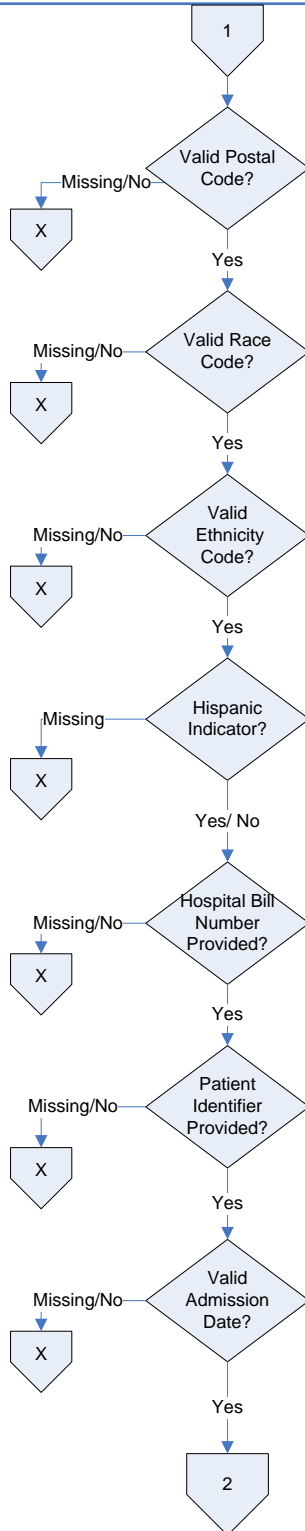 1
Valid Postal
Code?
Missing/No
X
Yes
Valid Race
Code?
Missing/No
X
Yes
Valid
Ethnicity
Code?
Missing/No
X
Yes
Hispanic
Indicator?
Missing
X
Yes/ No
Hospital Bill
Number
Provided?
Missing/No
X
Yes
Patient
Identifier
Provided?
Missing/No
X
Yes
Valid
Admission
Date?
Missing/No
X
Yes
2